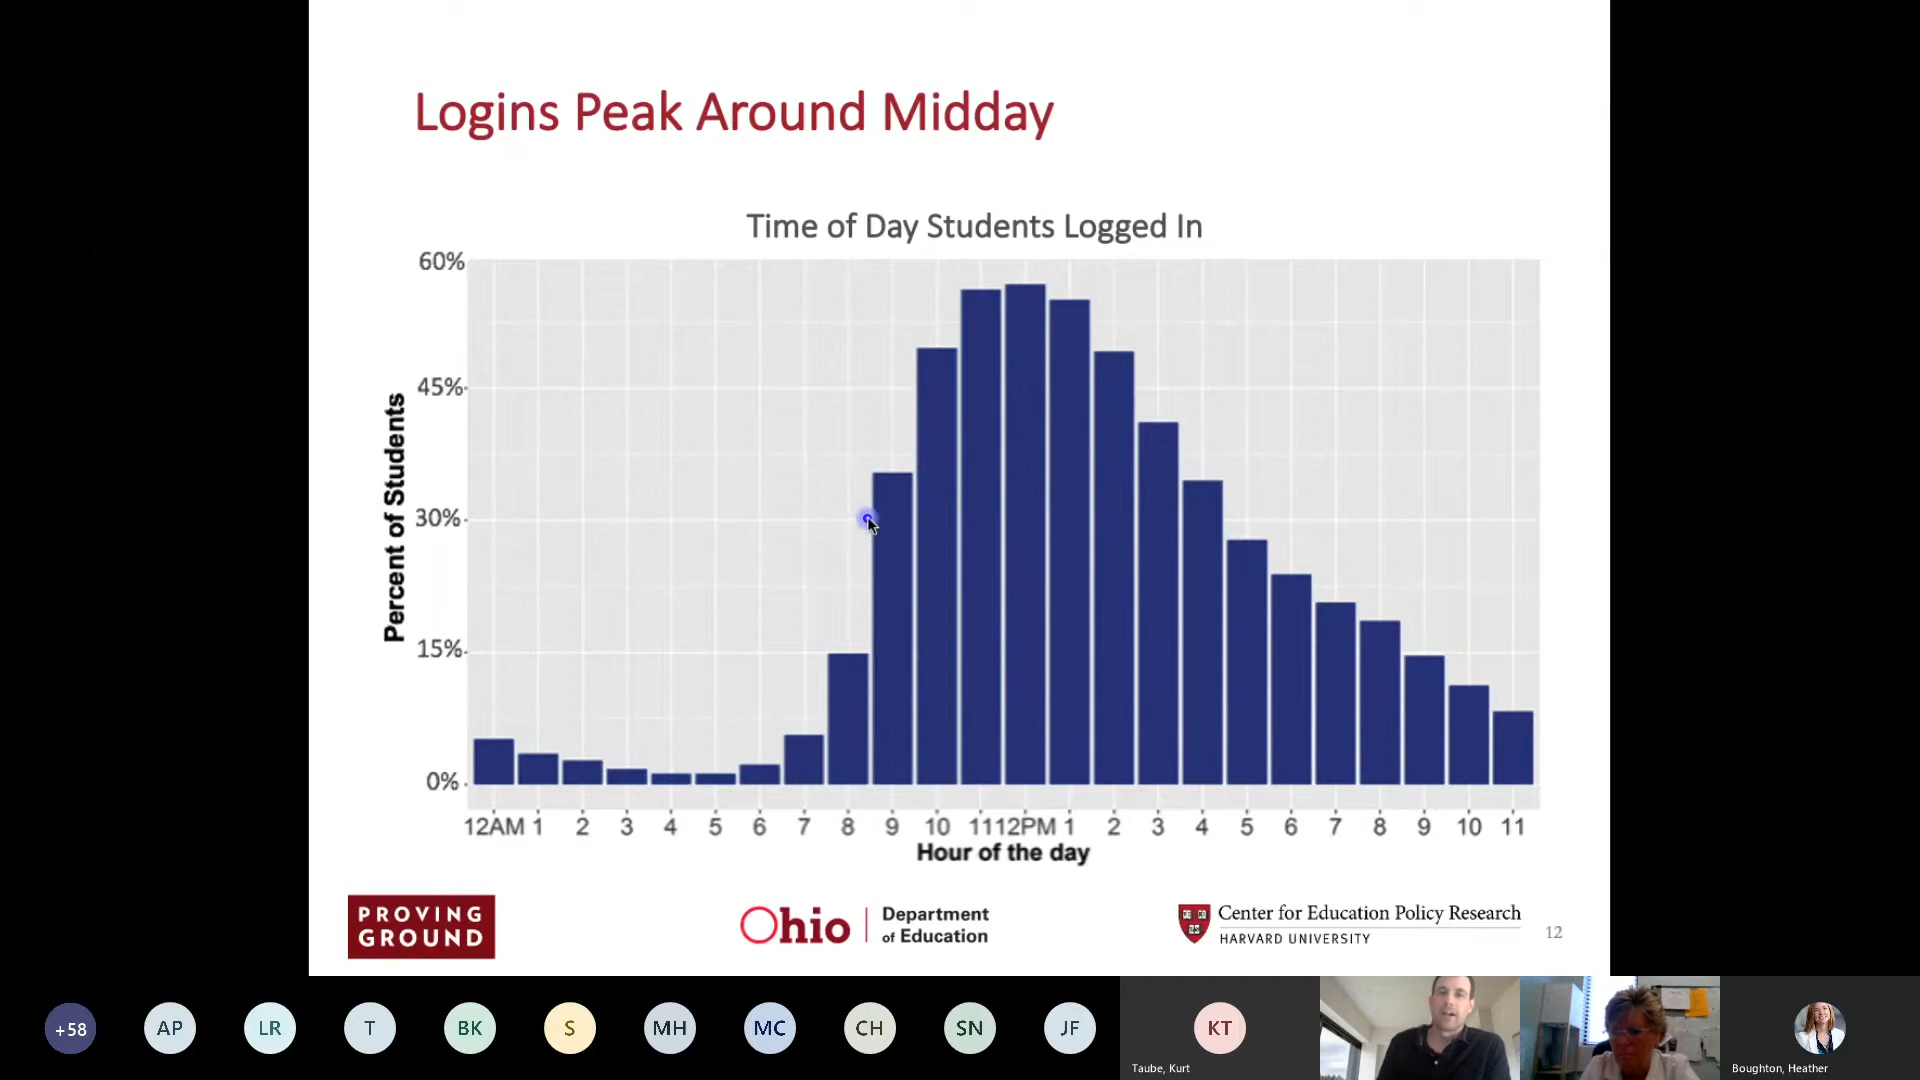 Logins Peak Around Midday
Time of Day Students Logged In
60%
45%
30%
15%
0%
Percent of Students
12AM 1 2 3 4 5 6 7 8 9 10 11 12PM 1 2 3 4 5 6 7 8 9 10 11
Hour of the day
PROVING
GROUND
Ohio
Department
of Education
Center for Education Policy Research
HARVARD UNIVERSITY
12
+58 AP LR T BK S MH MC CH SN JF KT
Taube, Kurt
Boughton, Heather